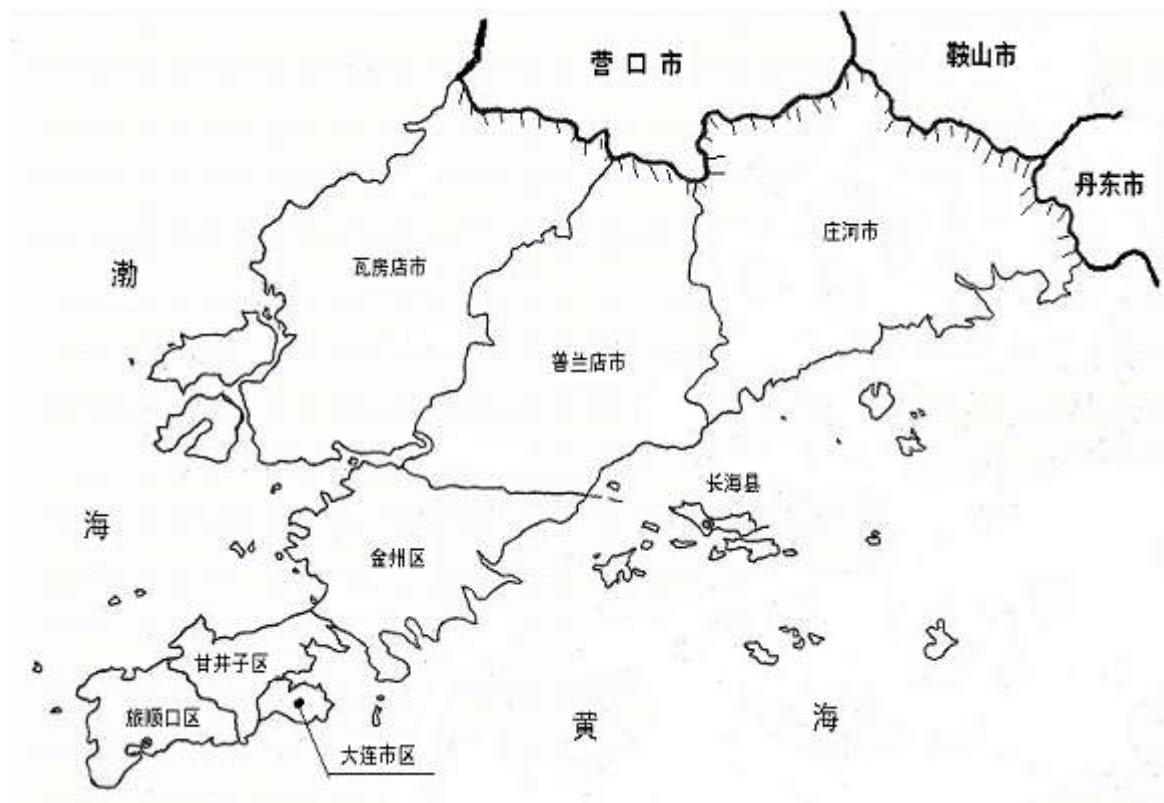 营口市
鞍山市
丹东市
庄河市
渤
瓦房店市
普兰店市
长海县
海
金州区
甘井子区
旅顺口区
黄
海
大连市区